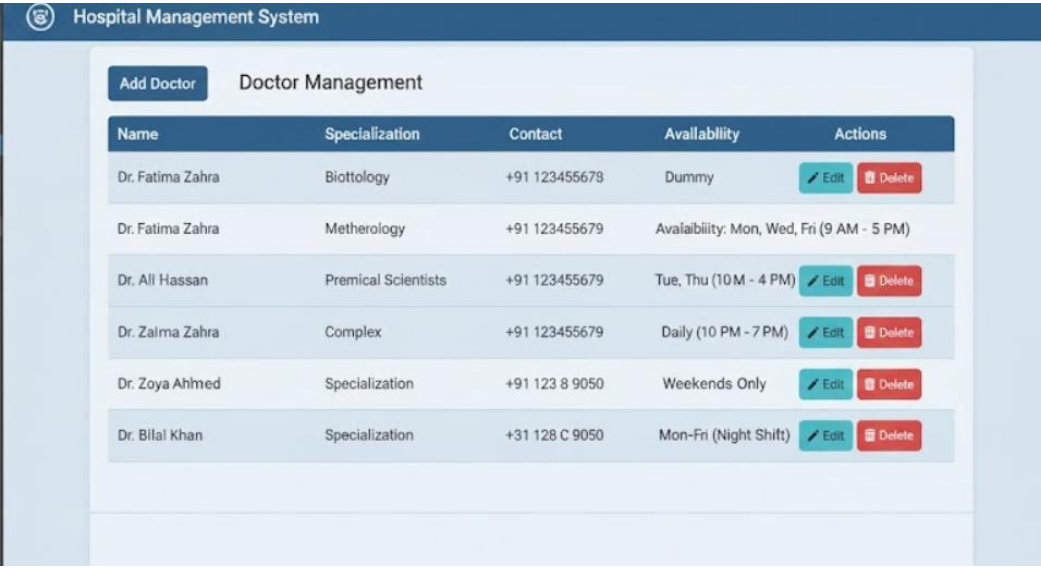 Hospital Management System
Add Doctor Doctor Management
Name Specialization Contact Availabliity Actions
Dr. Fatima Zahra Biottology +91 123455678 Dummy Edit Delete
Dr. Fatima Zahra Metherology +91 123455679 Avaiaibiiity: Mon, Wed, Fri (9 AM - 5 PM)
Dr. Ali Hassan Premical Scientists +91 123455679 Tue, Thu (10M - 4 PM) Edit Delete
Dr. Zalma Zahra Complex +91 123455679 Daily (10 PM - 7 PM) Edit Delete
Dr. Zoya Ahmed Specialization +91 123 8 9050 Weekends Only Edit Delete
Dr. Bilal Khan Specialization +31 128 C 9050 Mon-Fri (Night Shift) Edit Delete